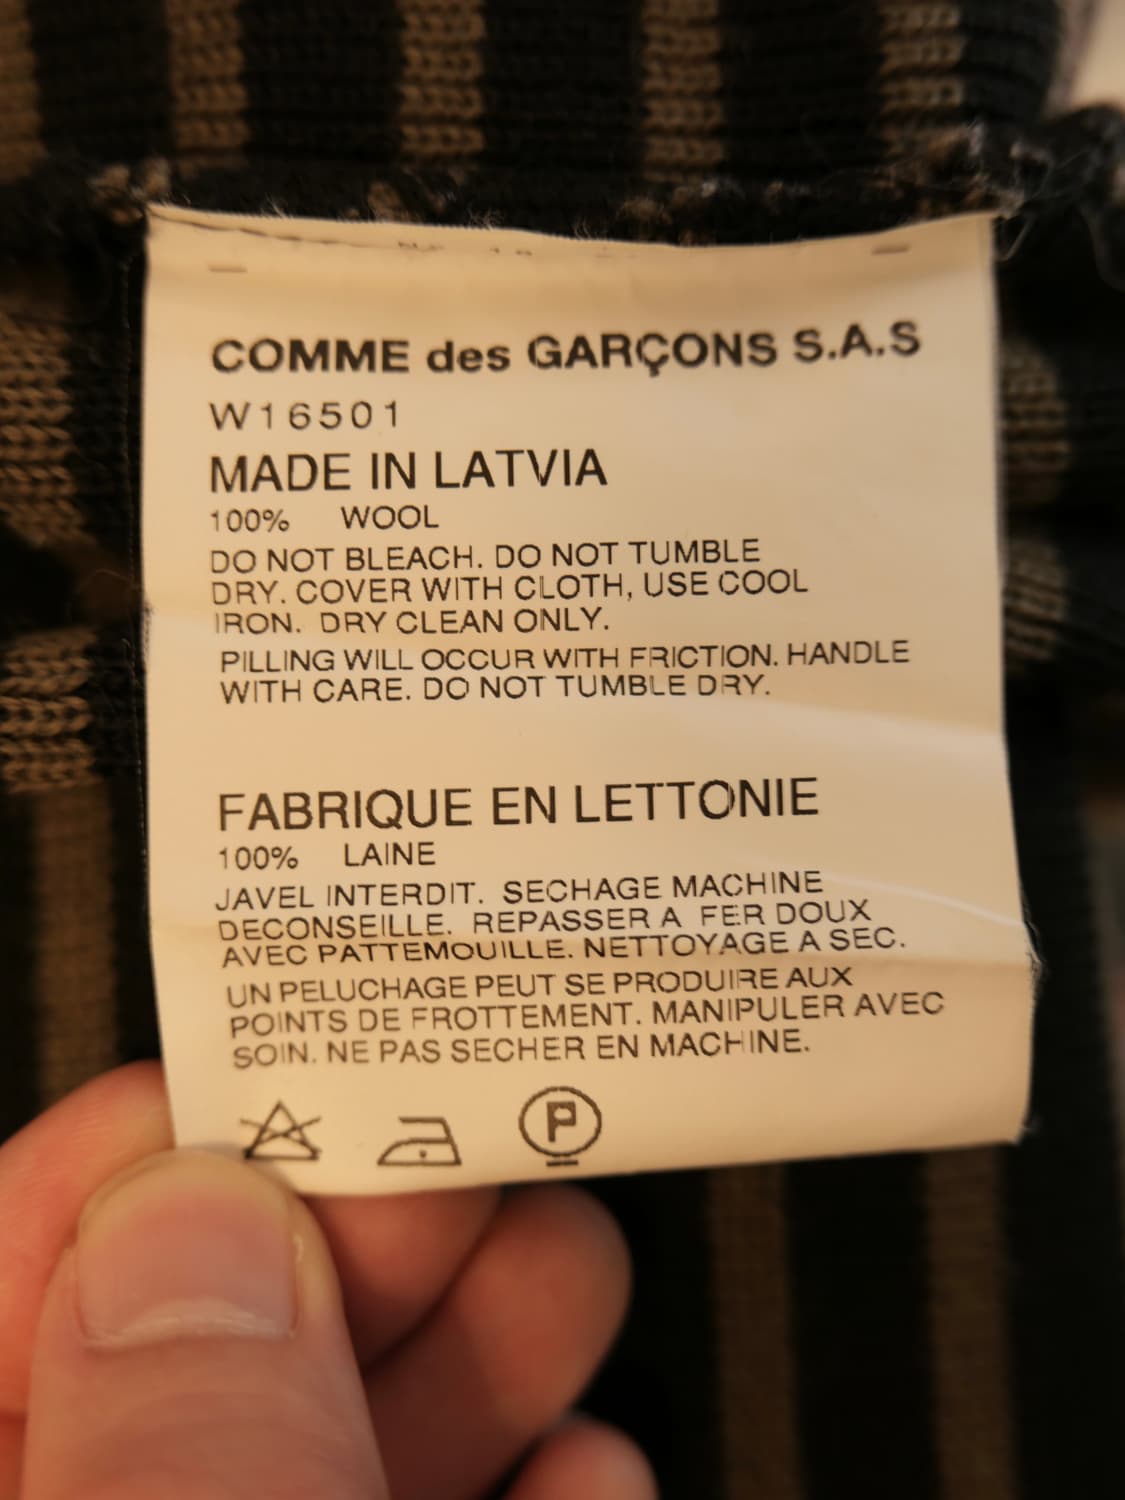 COMME des GARÇONS S.A.S
W16501
MADE IN LATVIA
100% WOOL
DO NOT BLEACH. DO NOT TUMBLE
DRY. COVER WITH CLOTH, USE COOL
IRON. DRY CLEAN ONLY.
PILLING WILL OCCUR WITH FRICTION. HANDLE
WITH CARE. DO NOT TUMBLE DRY.
FABRIQUE EN LETTONIE
100% LAINE
JAVEL INTERDIT. SECHAGE MACHINE
DECONSEILLE. REPASSER A FER DOUX
AVEC PATTEMOUILLE. NETTOYAGE A SEC.
UN PELUCHAGE PEUT SE PRODUIRE AUX
POINTS DE FROTTEMENT. MANIPULER AVEC
SOIN. NE PAS SECHER EN MACHINE.
P